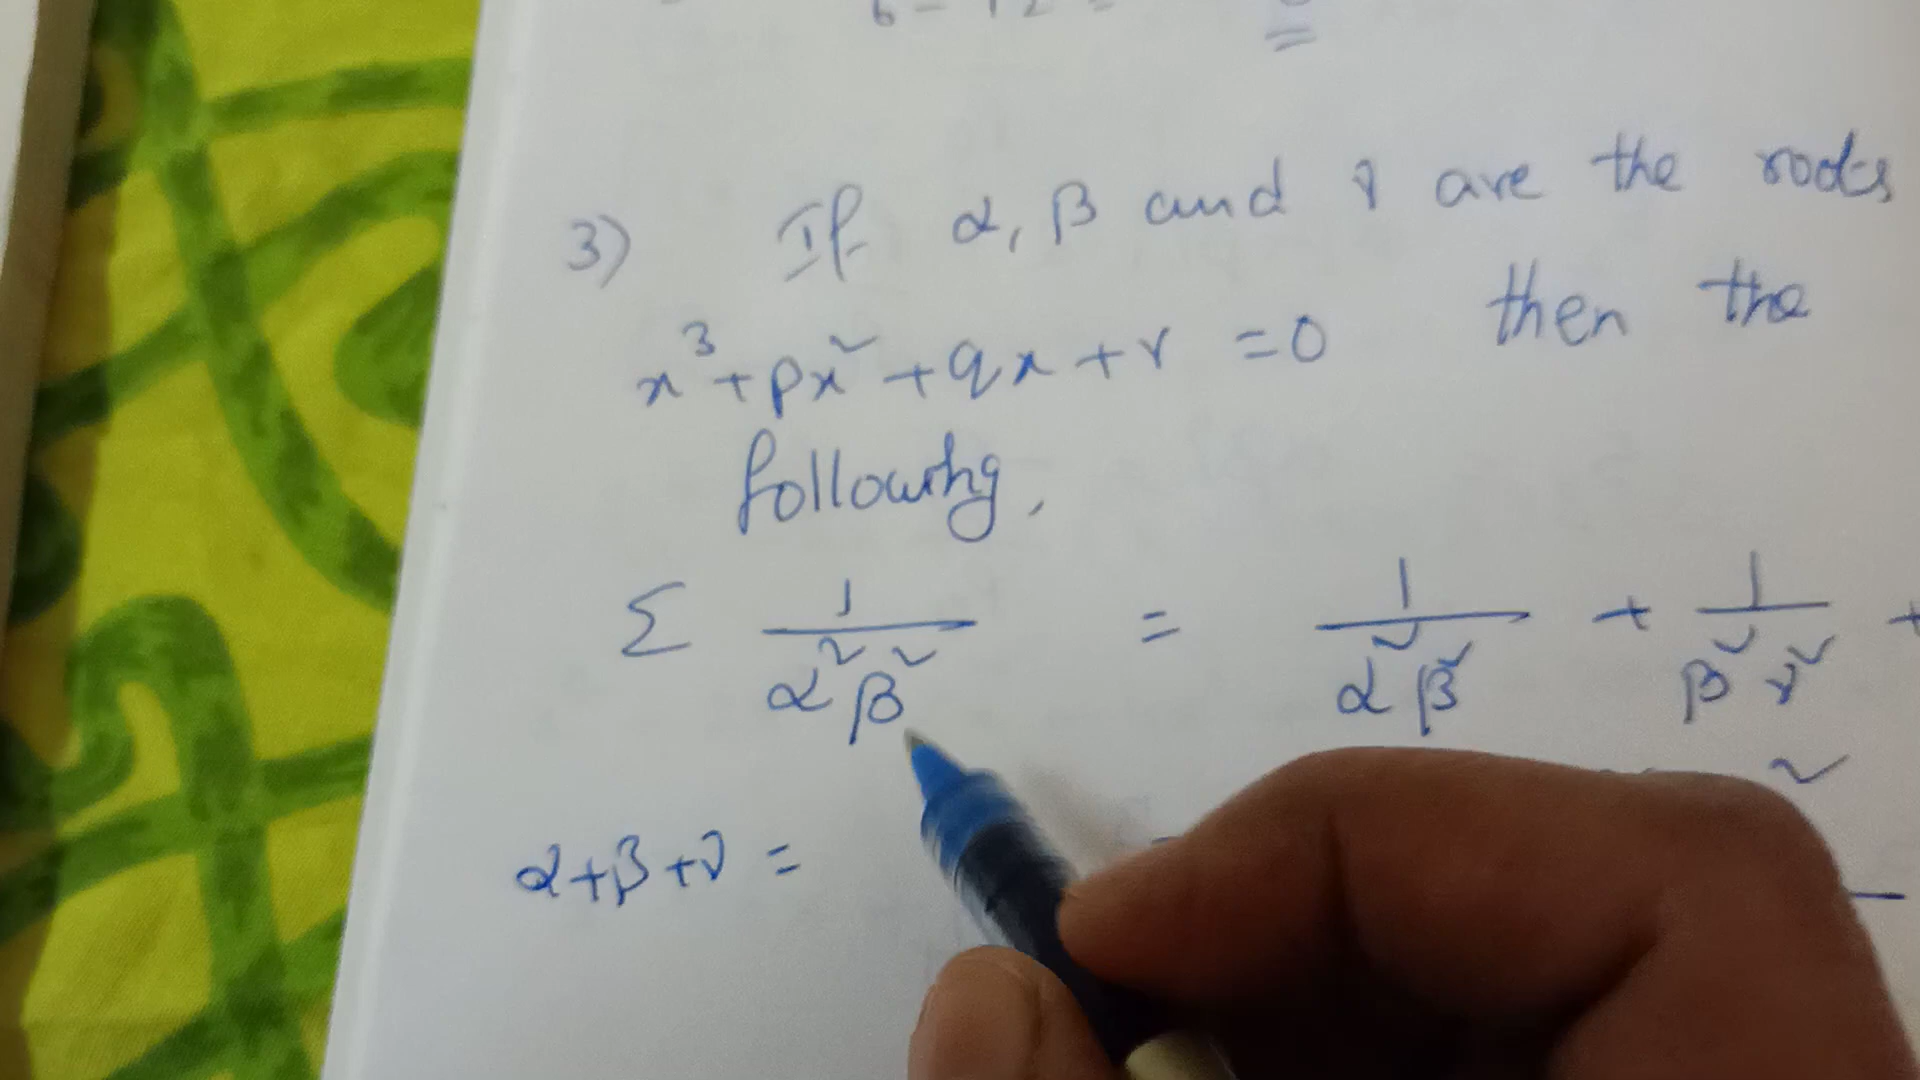 3) If α, β and γ are the roots
x³ + px² + qx + r = 0 then the
following,
Σ 1/α²β² = 1/α²β² + 1/β²γ² +
α+β+γ =